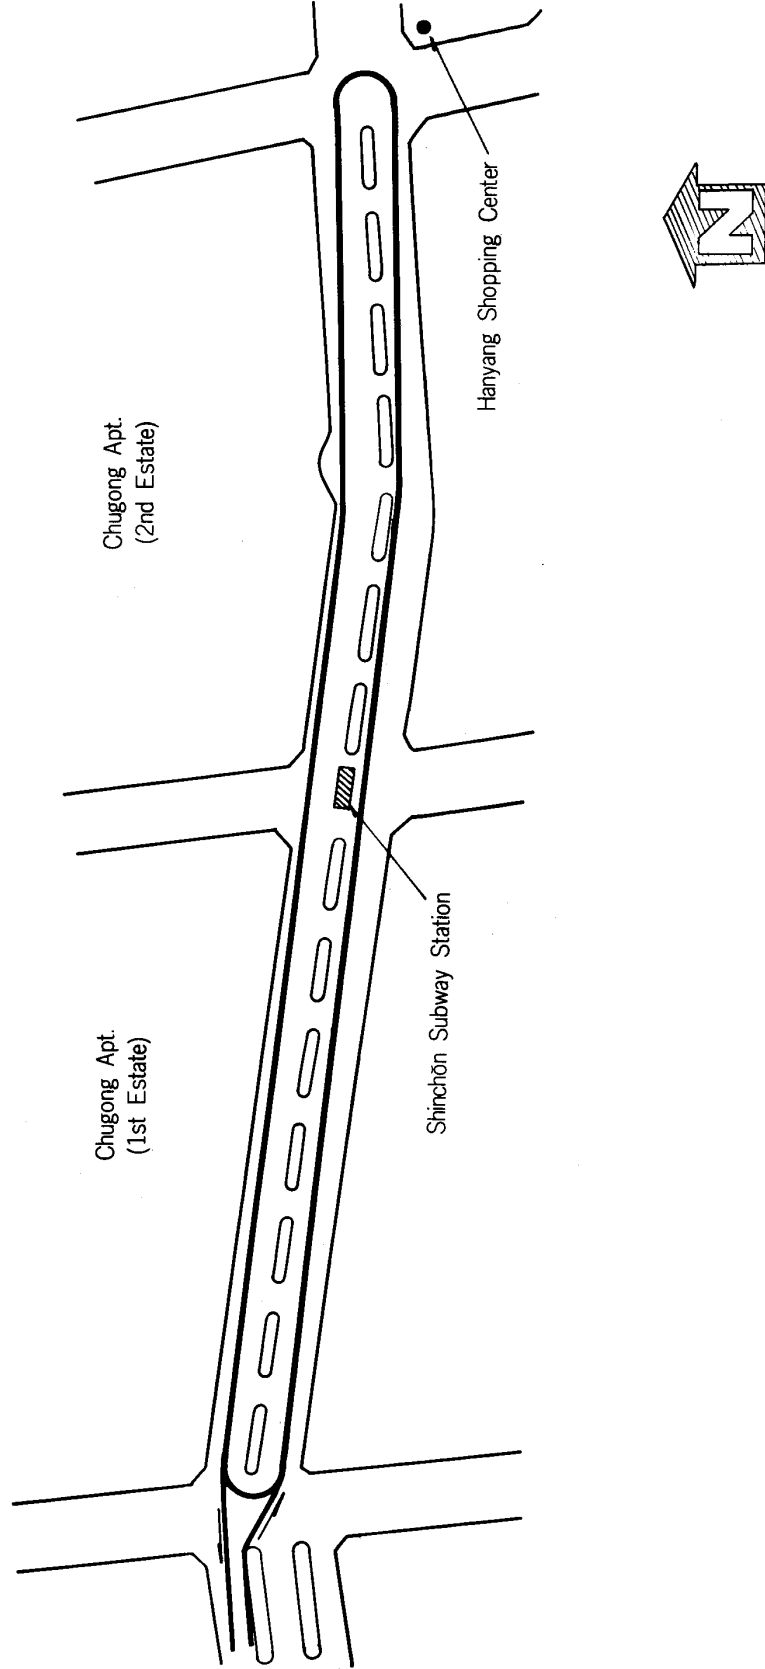 Hanyang Shopping Center
N
Chugong Apt.
(2nd Estate)
Shinchŏn Subway Station
Chugong Apt.
(1st Estate)